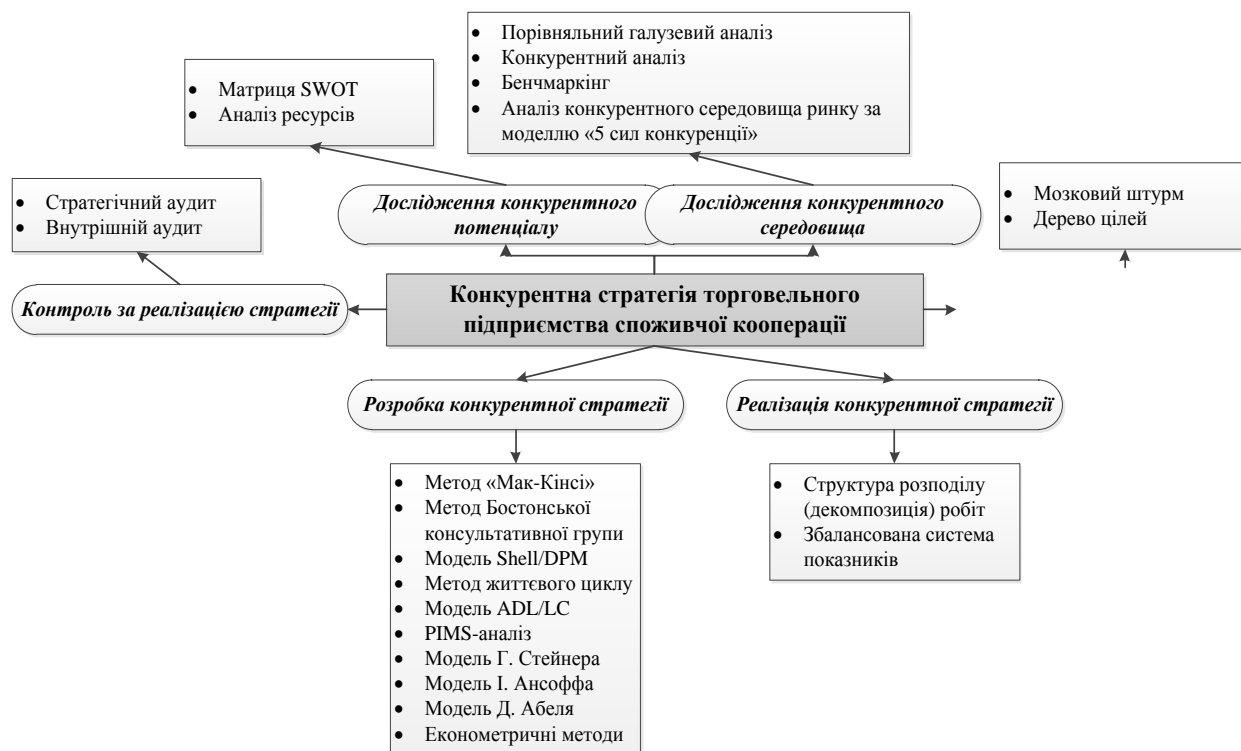 • Порівняльний галузевий аналіз
• Конкурентний аналіз
• Бенчмаркінг
• Аналіз конкурентного середовища ринку за
моделлю «5 сил конкуренції»
• Матриця SWOT
• Аналіз ресурсів
• Стратегічний аудит
• Внутрішній аудит
• Мозковий штурм
• Дерево цілей
Дослідження конкурентного
потенціалу
Дослідження конкурентного
середовища
Контроль за реалізацією стратегії
Конкурентна стратегія торговельного
підприємства споживчої кооперації
Розробка конкурентної стратегії
Реалізація конкурентної стратегії
• Метод «Мак-Кінсі»
• Метод Бостонської
консультативної групи
• Модель Shell/DPM
• Метод життєвого циклу
• Модель ADL/LC
• PIMS-аналіз
• Модель Г. Стейнера
• Модель І. Ансоффа
• Модель Д. Абеля
• Економетричні методи
• Структура розподілу
(декомпозиція) робіт
• Збалансована система
показників